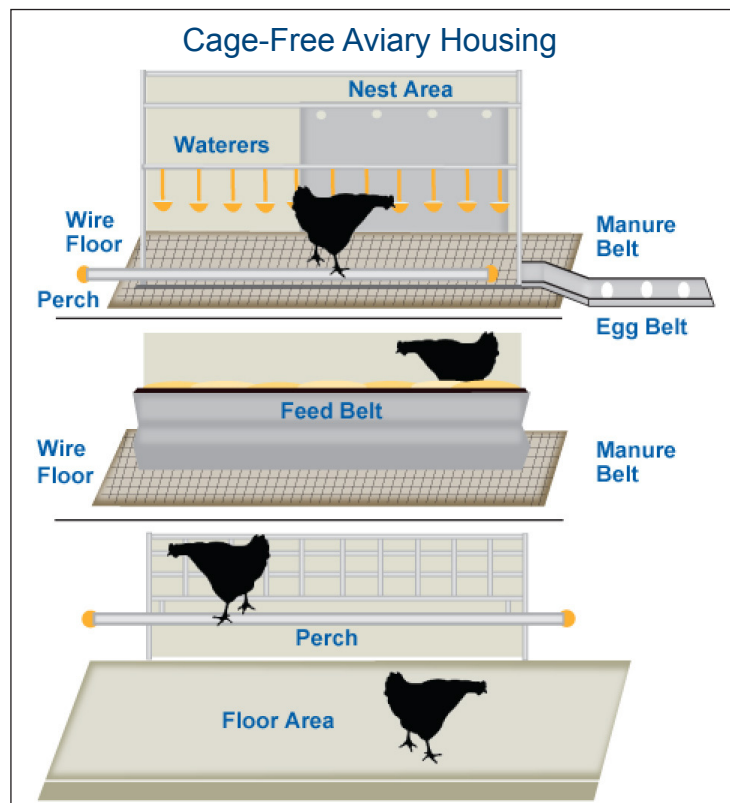 Cage-Free Aviary Housing
Nest Area
Waterers
Wire
Floor
Manure
Belt
Perch
Egg Belt
Feed Belt
Wire
Floor
Manure
Belt
Perch
Floor Area